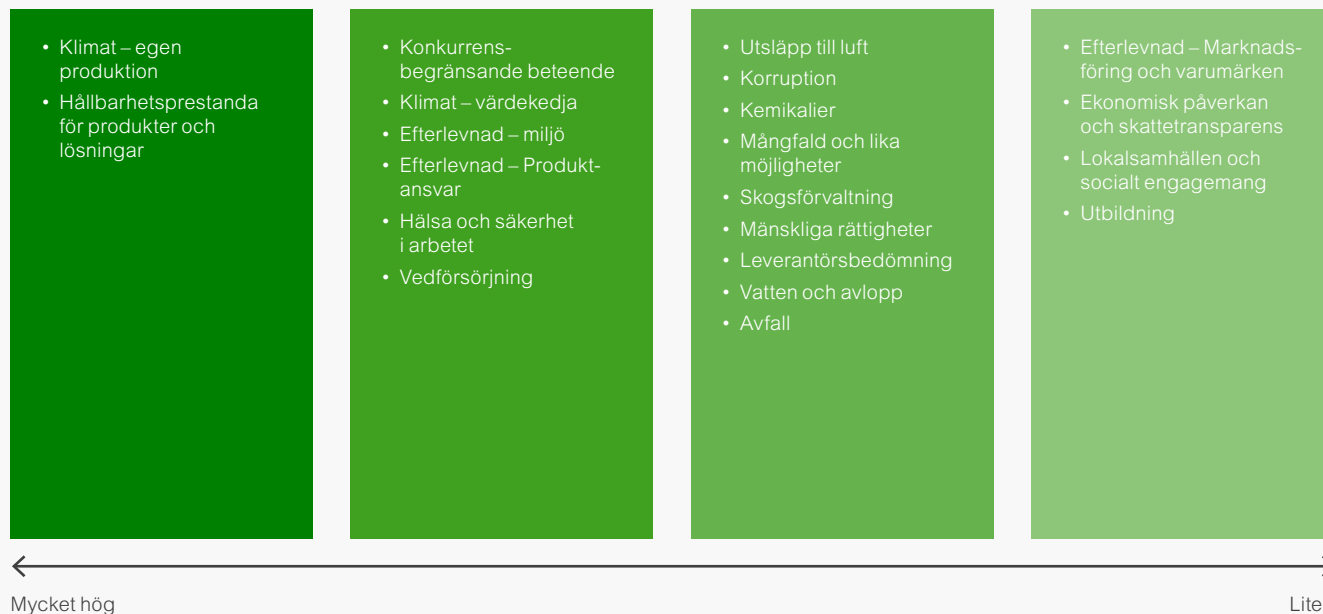 • Klimat – egen
produktion
• Hållbarhetsprestanda
för produkter och
lösningar
• Konkurrens-
begränsande beteende
• Klimat – värdekedja
• Efterlevnad – miljö
• Efterlevnad – Produkt-
ansvar
• Hälsa och säkerhet
i arbetet
• Vedförsörjning
• Utsläpp till luft
• Korruption
• Kemikalier
• Mångfald och lika
möjligheter
• Skogsförvaltning
• Mänskliga rättigheter
• Leverantörsbedömning
• Vatten och avlopp
• Avfall
• Efterlevnad – Marknads-
föring och varumärken
• Ekonomisk påverkan
och skattetransparens
• Lokalsamhällen och
socialt engagemang
• Utbildning
Mycket hög
Lite